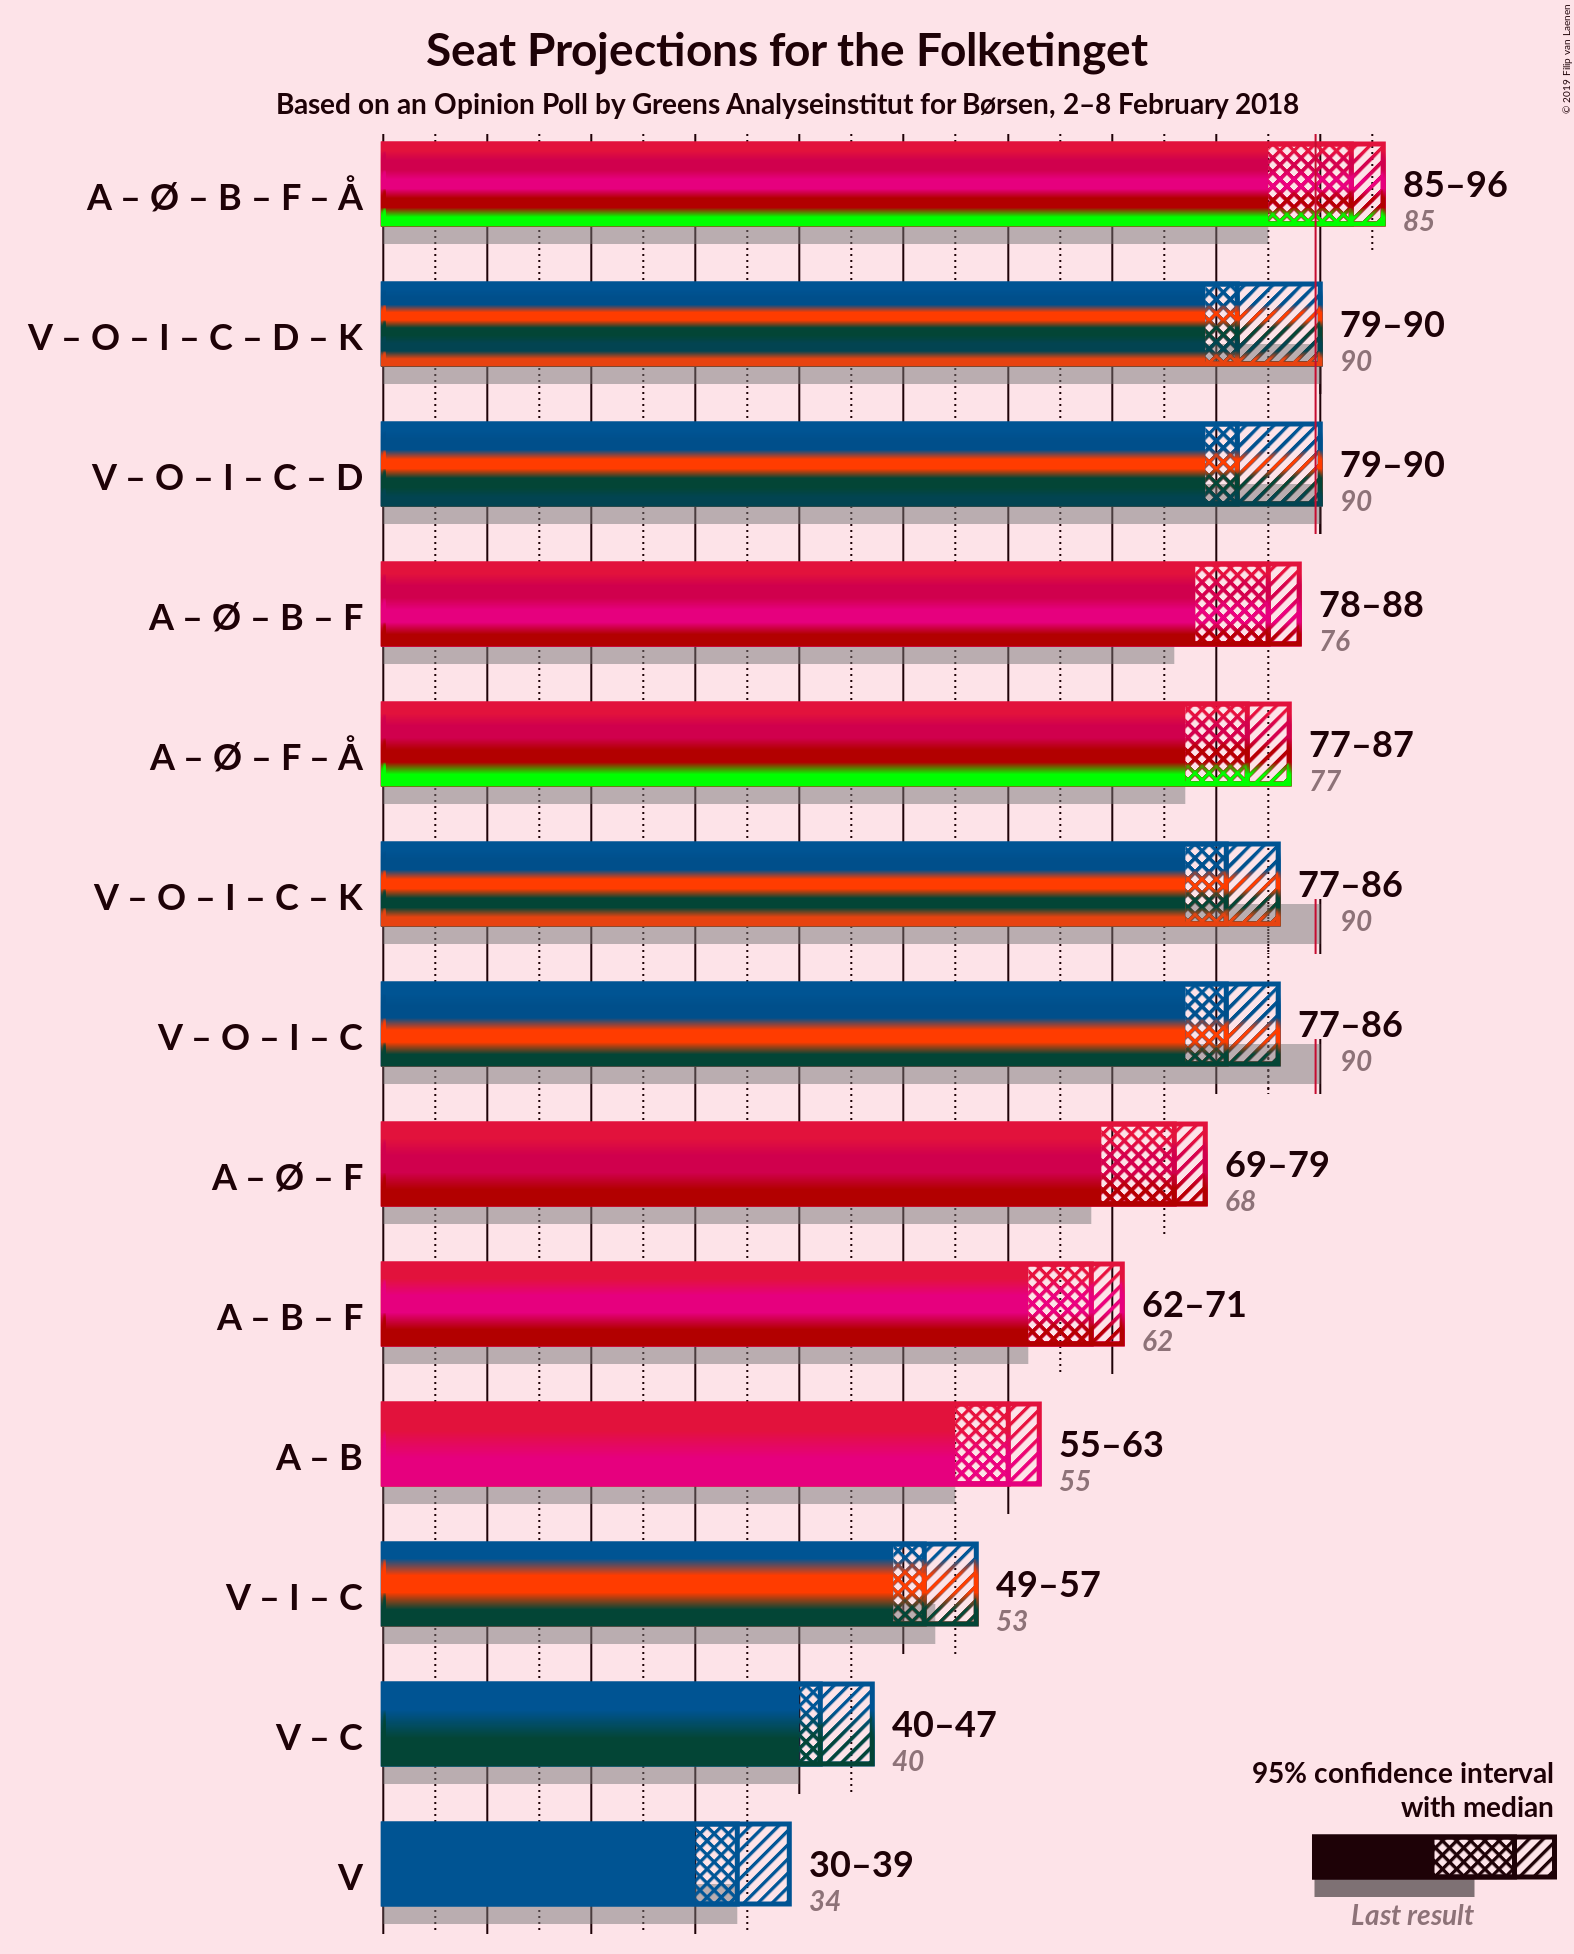 Seat Projections for the Folketinget
Based on an Opinion Poll by Greens Analyseinstitut for Børsen, 2–8 February 2018
© 2019 Filip van Laenen
A – Ø – B – F – Å
85–96
85
V – O – I – C – D – K
79–90
90
V – O – I – C – D
79–90
90
A – Ø – B – F
78–88
76
A – Ø – F – Å
77–87
77
V – O – I – C – K
77–86
90
V – O – I – C
77–86
90
A – Ø – F
69–79
68
A – B – F
62–71
62
A – B
55–63
55
V – I – C
49–57
53
V – C
40–47
40
V
30–39
34
95% confidence interval
with median
Last result